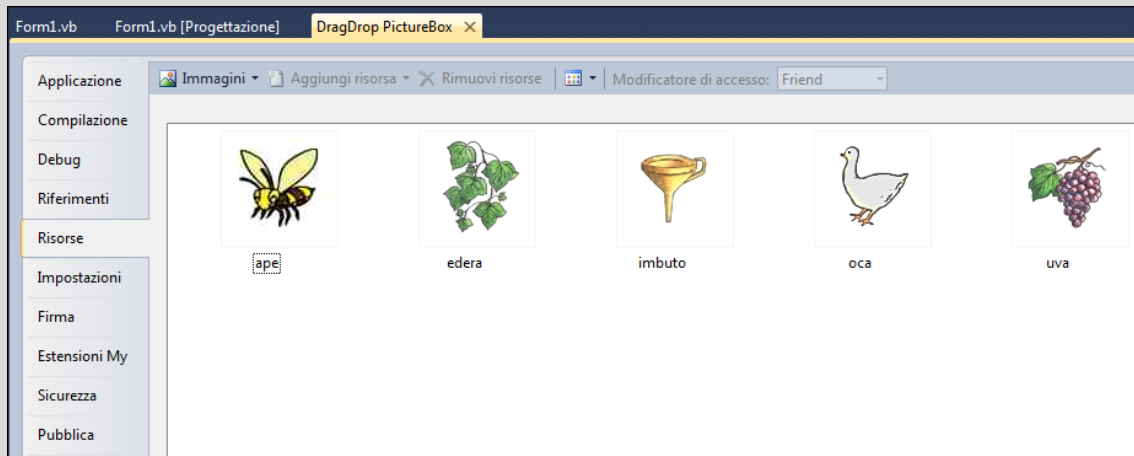 Form1.vb Form1.vb [Progettazione] DragDrop PictureBox
Immagini Aggiungi risorsa Rimuovi risorse Modificatore di accesso: Friend
Applicazione
Compilazione
Debug
Riferimenti
Risorse
Impostazioni
Firma
Estensioni My
Sicurezza
Pubblica
ape edera imbuto oca uva